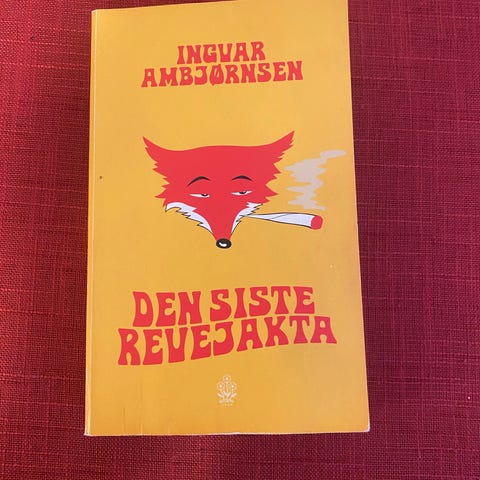 INGVAR
AMBJØRNSEN
DEN SISTE
REVEJAKTA